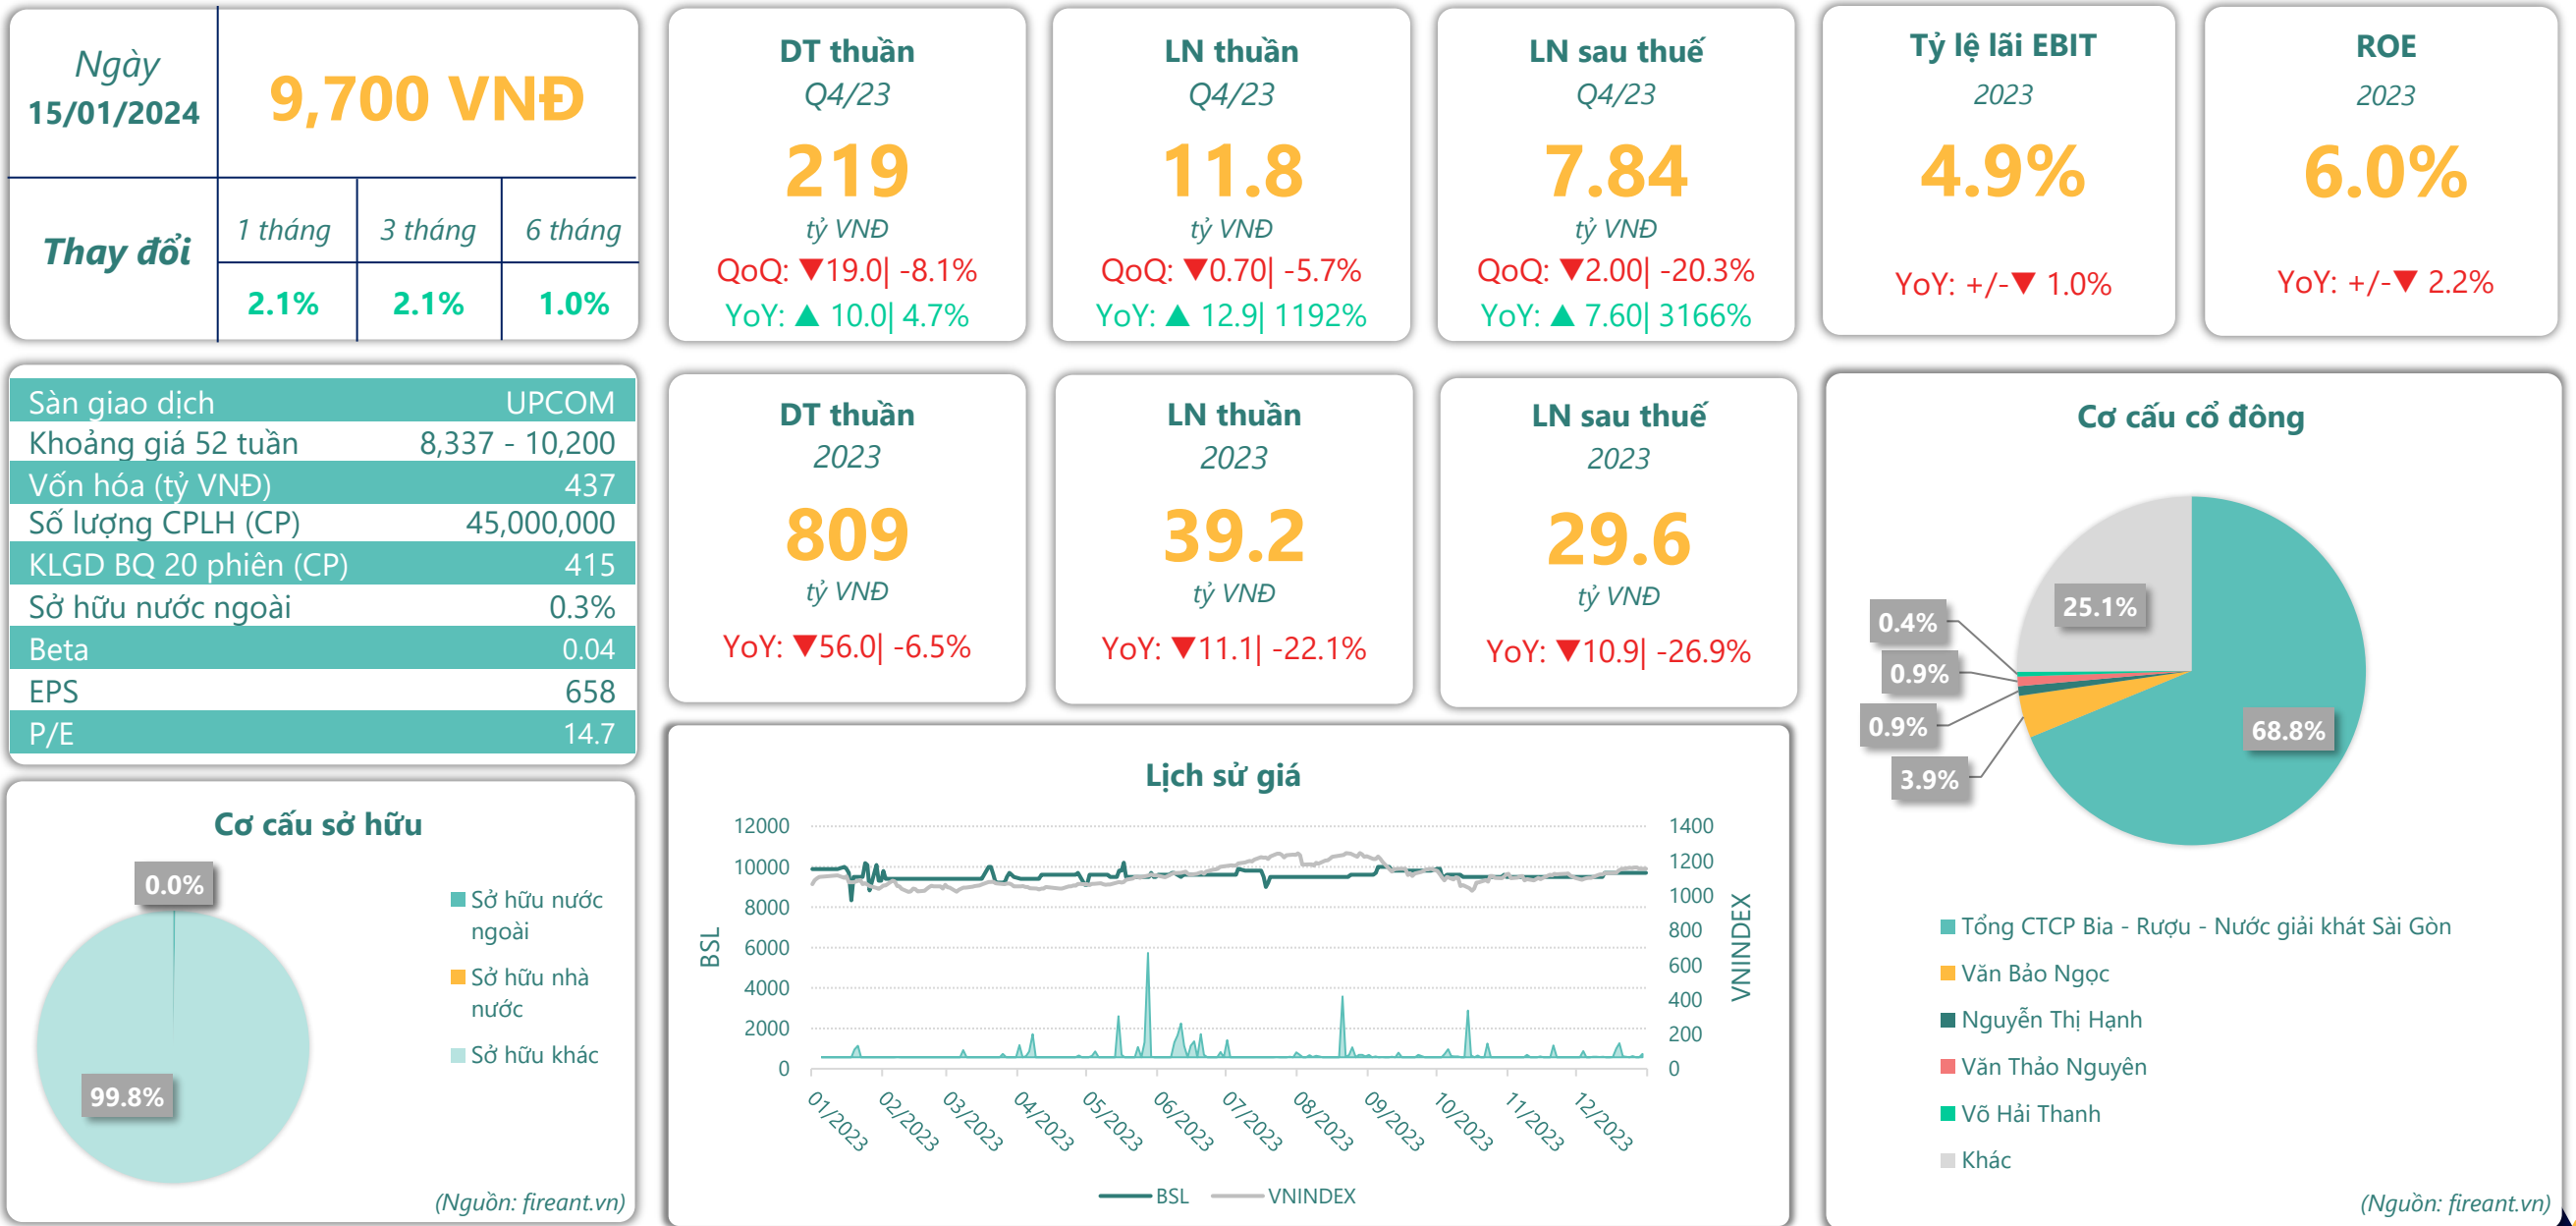 Ngày
15/01/2024
9,700 VNĐ
Thay đổi
1 tháng
3 tháng
6 tháng
2.1%
2.1%
1.0%
DT thuần
Q4/23
219
tỷ VNĐ
QoQ: ▼19.0| -8.1%
YoY: ▲ 10.0| 4.7%
LN thuần
Q4/23
11.8
tỷ VNĐ
QoQ: ▼0.70| -5.7%
YoY: ▲ 12.9| 1192%
LN sau thuế
Q4/23
7.84
tỷ VNĐ
QoQ: ▼2.00| -20.3%
YoY: ▲ 7.60| 3166%
Tỷ lệ lãi EBIT
2023
4.9%
YoY: +/-▼ 1.0%
ROE
2023
6.0%
YoY: +/-▼ 2.2%
Sàn giao dịch UPCOM
Khoảng giá 52 tuần 8,337 - 10,200
Vốn hóa (tỷ VNĐ) 437
Số lượng CPLH (CP) 45,000,000
KLGD BQ 20 phiên (CP) 415
Sở hữu nước ngoài 0.3%
Beta 0.04
EPS 658
P/E 14.7
DT thuần
2023
809
tỷ VNĐ
YoY: ▼56.0| -6.5%
LN thuần
2023
39.2
tỷ VNĐ
YoY: ▼11.1| -22.1%
LN sau thuế
2023
29.6
tỷ VNĐ
YoY: ▼10.9| -26.9%
Cơ cấu sở hữu
0.0%
99.8%
Sở hữu nước
ngoài
Sở hữu nhà
nước
Sở hữu khác
(Nguồn: fireant.vn)
Lịch sử giá
BSL
12000
10000
8000
6000
4000
2000
0
1400
1200
1000
800
600
400
200
0
VNINDEX
01/2023
02/2023
03/2023
04/2023
05/2023
06/2023
07/2023
08/2023
09/2023
10/2023
11/2023
12/2023
BSL
VNINDEX
Cơ cấu cổ đông
25.1%
0.4%
0.9%
0.9%
3.9%
68.8%
Tổng CTCP Bia - Rượu - Nước giải khát Sài Gòn
Văn Bảo Ngọc
Nguyễn Thị Hạnh
Văn Thảo Nguyên
Võ Hải Thanh
Khác
(Nguồn: fireant.vn)